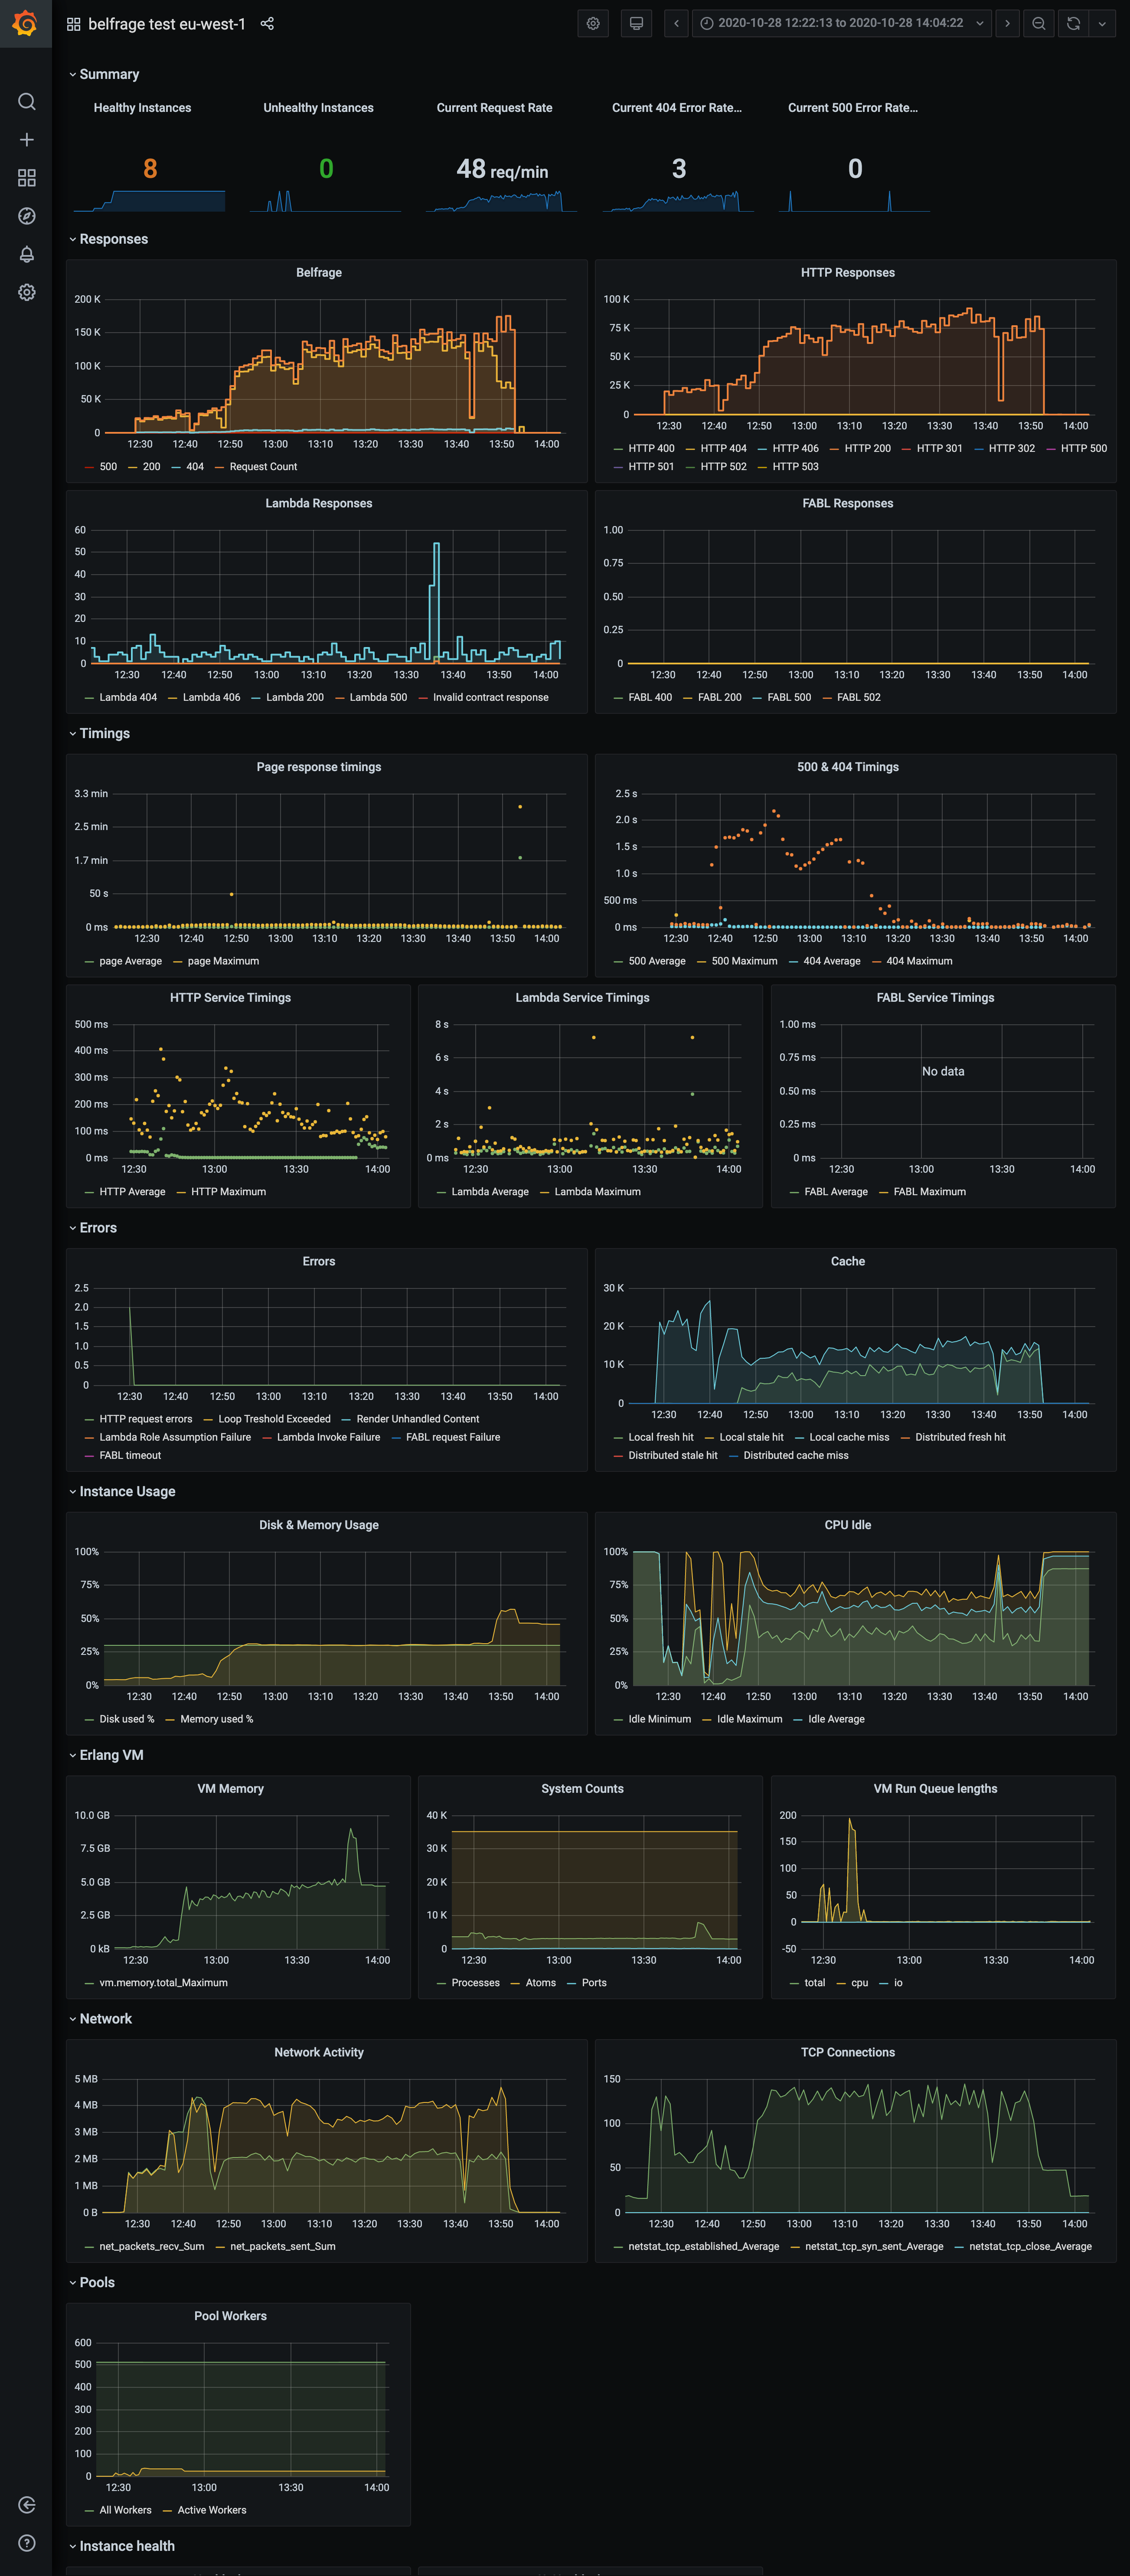 belfrage test eu-west-1
2020-10-28 12:22:13 to 2020-10-28 14:04:22
Summary
Healthy Instances Unhealthy Instances Current Request Rate Current 404 Error Rate... Current 500 Error Rate...
8 0 48 req/min 3 0
Responses
Belfrage
200 K
150 K
100 K
50 K
0
12:30 12:40 12:50 13:00 13:10 13:20 13:30 13:40 13:50 14:00
500 200 404 Request Count
HTTP Responses
100 K
75 K
50 K
25 K
0
12:30 12:40 12:50 13:00 13:10 13:20 13:30 13:40 13:50 14:00
HTTP 400 HTTP 404 HTTP 406 HTTP 200 HTTP 301 HTTP 302 HTTP 500
HTTP 501 HTTP 502 HTTP 503
Lambda Responses
60
50
40
30
20
10
0
12:30 12:40 12:50 13:00 13:10 13:20 13:30 13:40 13:50 14:00
Lambda 404 Lambda 406 Lambda 200 Lambda 500 Invalid contract response
FABL Responses
1.00
0.75
0.50
0.25
0
12:30 12:40 12:50 13:00 13:10 13:20 13:30 13:40 13:50 14:00
FABL 400 FABL 200 FABL 500 FABL 502
Timings
Page response timings
3.3 min
2.5 min
1.7 min
50 s
0 ms
12:30 12:40 12:50 13:00 13:10 13:20 13:30 13:40 13:50 14:00
page Average page Maximum
500 & 404 Timings
2.5 s
2.0 s
1.5 s
1.0 s
500 ms
0 ms
12:30 12:40 12:50 13:00 13:10 13:20 13:30 13:40 13:50 14:00
500 Average 500 Maximum 404 Average 404 Maximum
HTTP Service Timings
500 ms
400 ms
300 ms
200 ms
100 ms
0 ms
12:30 13:00 13:30 14:00
HTTP Average HTTP Maximum
Lambda Service Timings
8 s
6 s
4 s
2 s
0 ms
12:30 13:00 13:30 14:00
Lambda Average Lambda Maximum
FABL Service Timings
1.00 ms
0.75 ms
No data
0.50 ms
0.25 ms
0 ms
12:30 13:00 13:30 14:00
FABL Average FABL Maximum
Errors
Errors
2.5
2.0
1.5
1.0
0.5
0
12:30 12:40 12:50 13:00 13:10 13:20 13:30 13:40 13:50 14:00
HTTP request errors Loop Treshold Exceeded Render Unhandled Content
Lambda Role Assumption Failure Lambda Invoke Failure FABL request Failure
FABL timeout
Cache
30 K
20 K
10 K
0
12:30 12:40 12:50 13:00 13:10 13:20 13:30 13:40 13:50 14:00
Local fresh hit Local stale hit Local cache miss Distributed fresh hit
Distributed stale hit Distributed cache miss
Instance Usage
Disk & Memory Usage
100%
75%
50%
25%
0%
12:30 12:40 12:50 13:00 13:10 13:20 13:30 13:40 13:50 14:00
Disk used % Memory used %
CPU Idle
100%
75%
50%
25%
0%
12:30 12:40 12:50 13:00 13:10 13:20 13:30 13:40 13:50 14:00
Idle Minimum Idle Maximum Idle Average
Erlang VM
VM Memory
10.0 GB
7.5 GB
5.0 GB
2.5 GB
0 kB
12:30 13:00 13:30 14:00
vm.memory.total_Maximum
System Counts
40 K
30 K
20 K
10 K
0
12:30 13:00 13:30 14:00
Processes Atoms Ports
VM Run Queue lengths
200
150
100
50
0
-50
12:30 13:00 13:30 14:00
total cpu io
Network
Network Activity
5 MB
4 MB
3 MB
2 MB
1 MB
0 B
12:30 12:40 12:50 13:00 13:10 13:20 13:30 13:40 13:50 14:00
net_packets_recv_Sum net_packets_sent_Sum
TCP Connections
150
100
50
0
12:30 12:40 12:50 13:00 13:10 13:20 13:30 13:40 13:50 14:00
netstat_tcp_established_Average netstat_tcp_syn_sent_Average netstat_tcp_close_Average
Pools
Pool Workers
600
500
400
300
200
100
0
12:30 13:00 13:30 14:00
All Workers Active Workers
Instance health